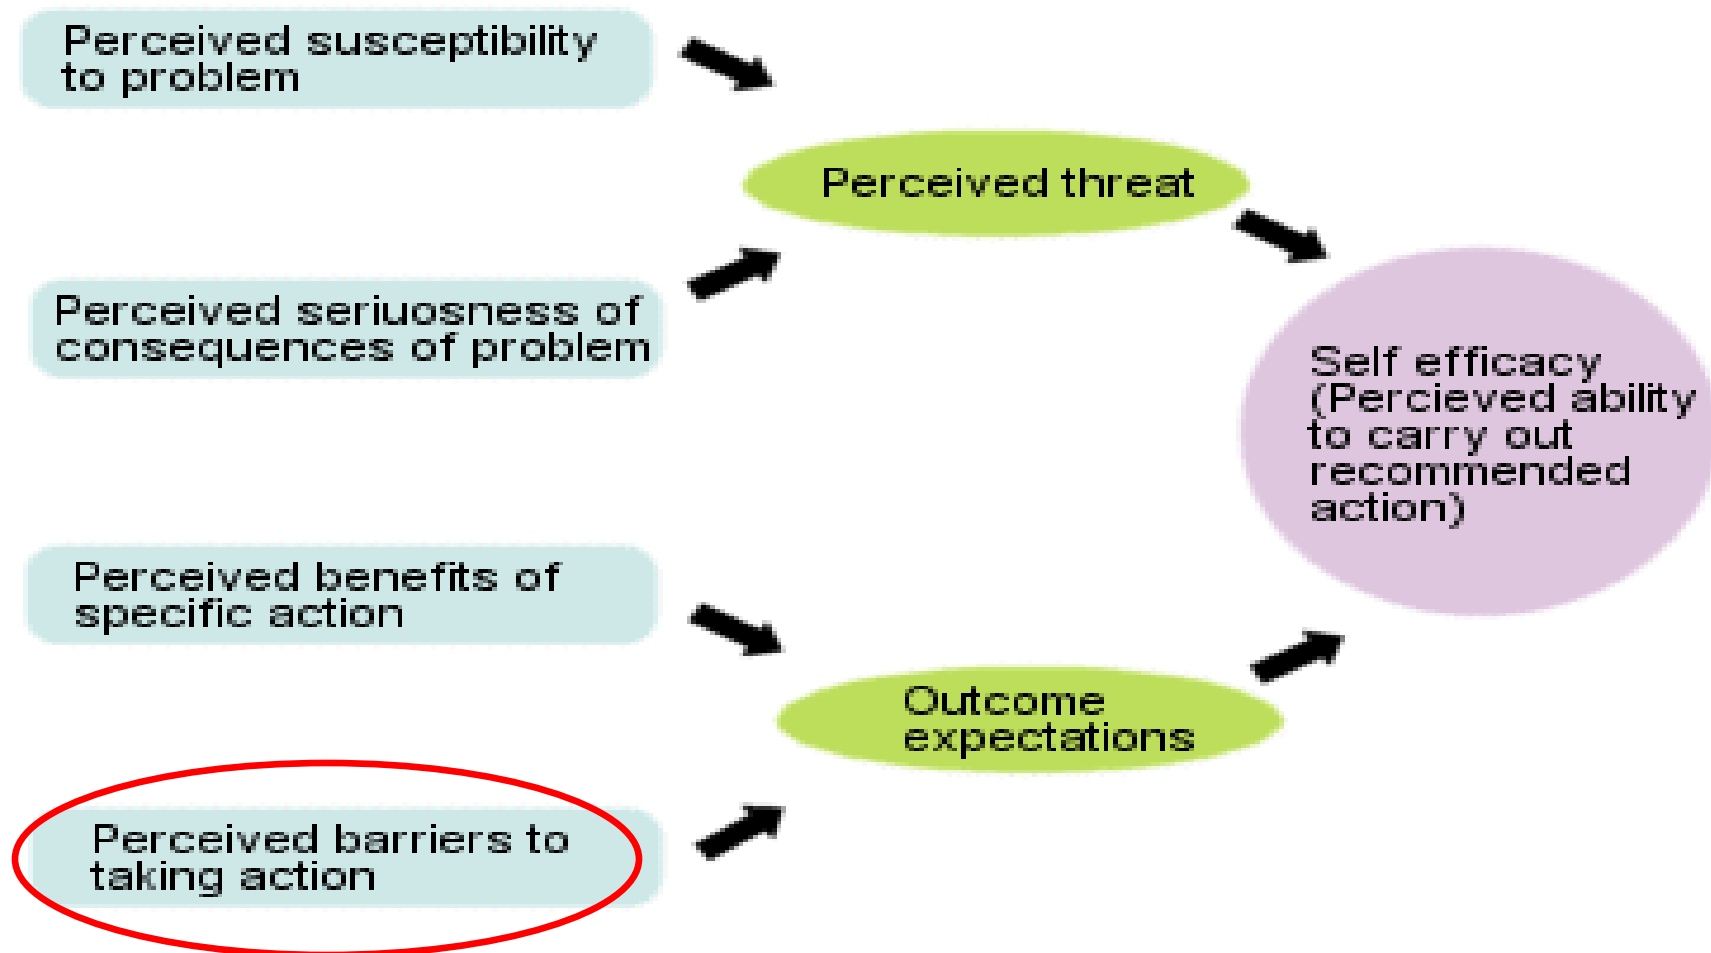 Perceived susceptibility
to problem
Perceived threat
Perceived seriuosness of
consequences of problem
Self efficacy
(Percieved ability
to carry out
recommended
action)
Perceived benefits of
specific action
Outcome
expectations
Perceived barriers to
taking action